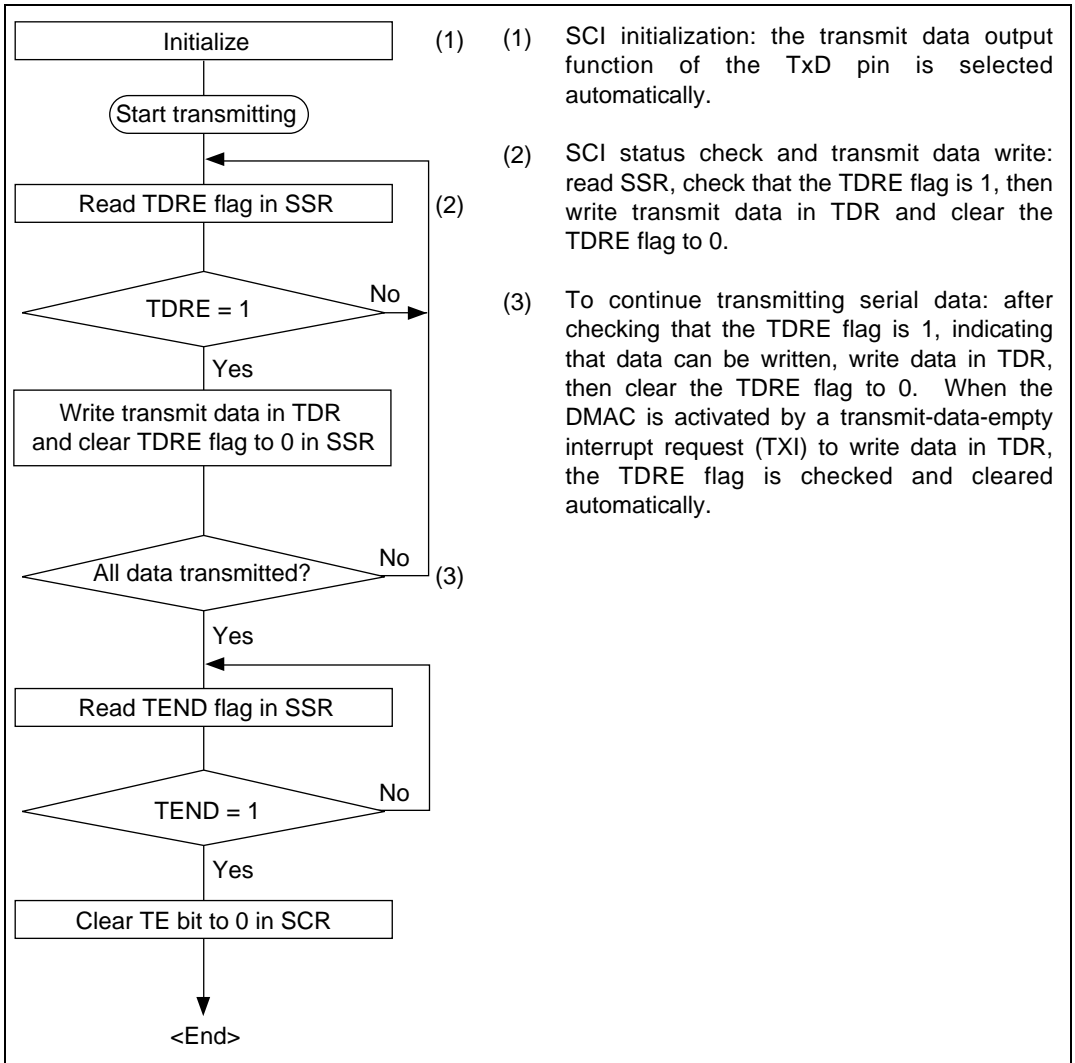 Initialize
(1)
Start transmitting
Read TDRE flag in SSR
(2)
TDRE = 1
No
Yes
Write transmit data in TDR
and clear TDRE flag to 0 in SSR
All data transmitted?
No
(3)
Yes
Read TEND flag in SSR
TEND = 1
No
Yes
Clear TE bit to 0 in SCR
<End>
(1) SCI initialization: the transmit data output
function of the TxD pin is selected
automatically.
(2) SCI status check and transmit data write:
read SSR, check that the TDRE flag is 1, then
write transmit data in TDR and clear the
TDRE flag to 0.
(3) To continue transmitting serial data: after
checking that the TDRE flag is 1, indicating
that data can be written, write data in TDR,
then clear the TDRE flag to 0. When the
DMAC is activated by a transmit-data-empty
interrupt request (TXI) to write data in TDR,
the TDRE flag is checked and cleared
automatically.